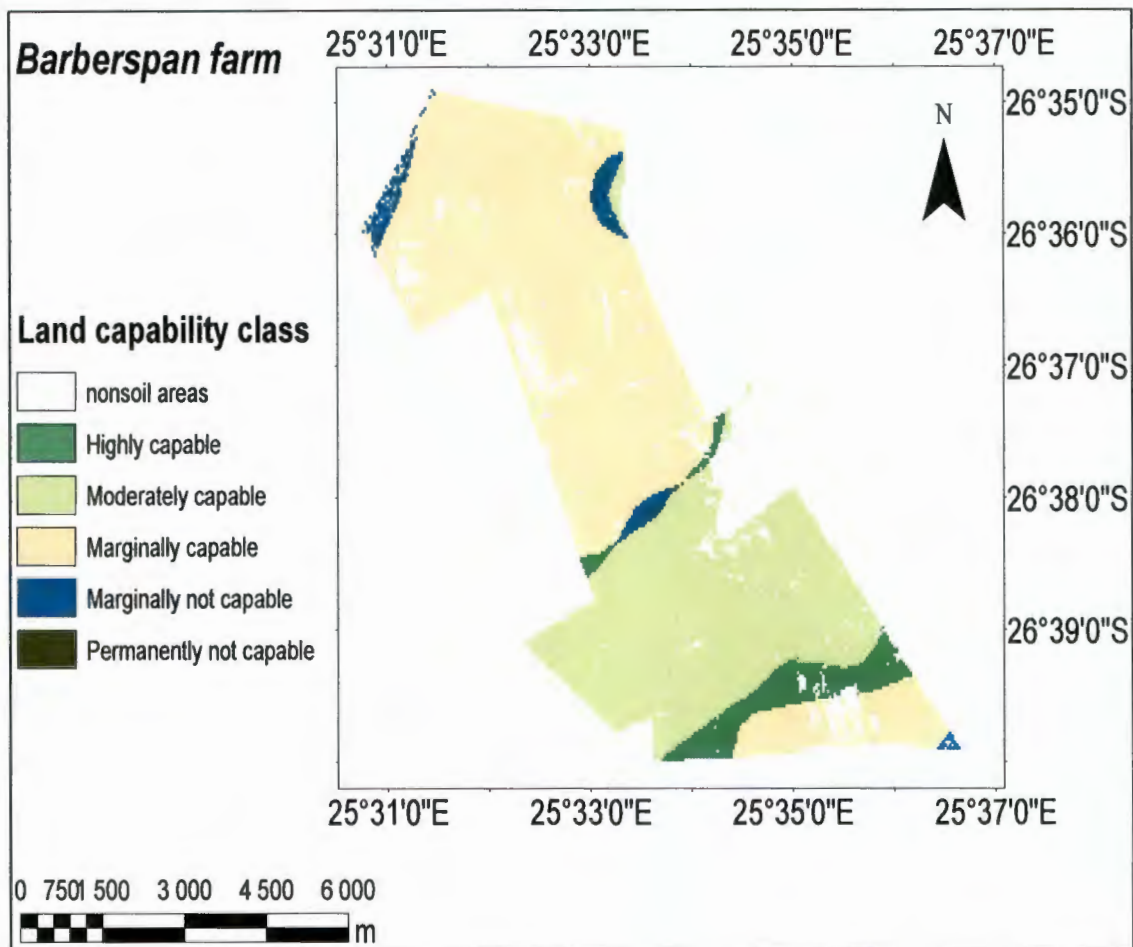 Barberspan farm
25°31'0"E 25°33'0"E 25°35'0"E 25°37'0"E
26°35'0"S
N
26°36'0"S
26°37'0"S
26°38'0"S
26°39'0"S
Land capability class
nonsoil areas
Highly capable
Moderately capable
Marginally capable
Marginally not capable
Permanently not capable
25°31'0"E 25°33'0"E 25°35'0"E 25°37'0"E
0 750 1 500 3 000 4 500 6 000
m